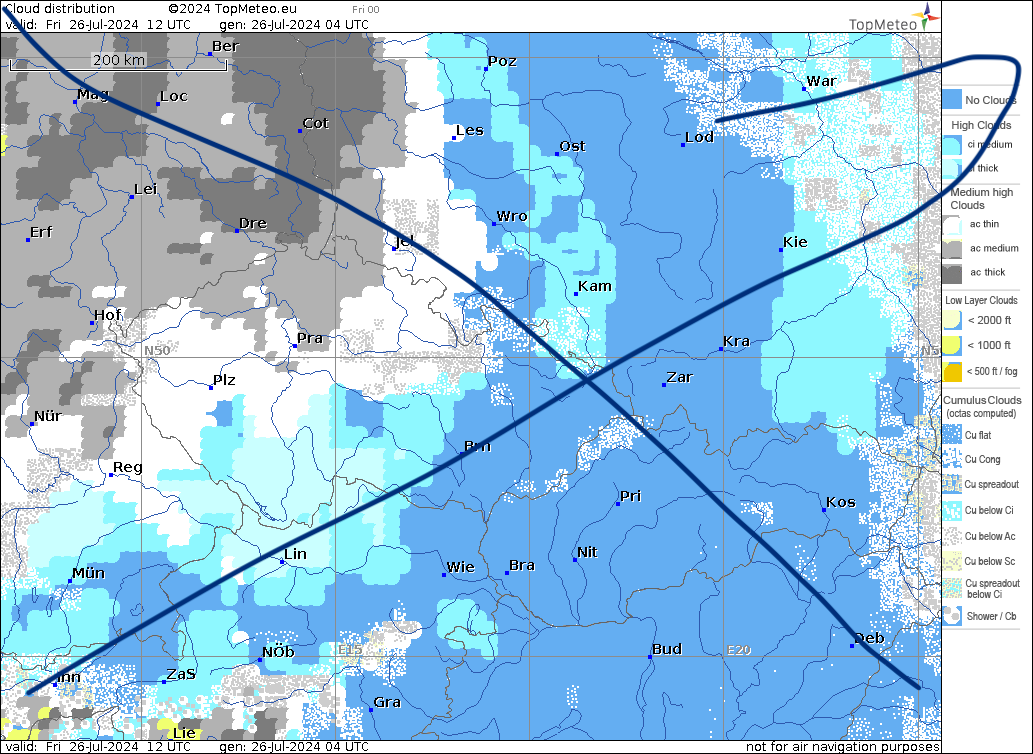 Cloud distribution ©2024 TopMeteo.eu Fri 00
valid: Fri 26-Jul-2024 12 UTC gen: 26-Jul-2024 04 UTC
TopMeteo
200 km
Ber
Poz
War
Mag
Loc
Cot
Les
Ost
Lod
Lei
Wro
Erf
Dre
Jel
Kie
Kam
Hof
Pra
Kra
N50
N5
Plz
Zar
Nür
Brn
Reg
Pri
Kos
Lin
Nit
Mün
Wie
Bra
Deb
NÖb
E15
Bud
E20
Inn
ZaS
Gra
Lie
No Clouds
High Clouds
ci medium
ci thick
Medium high
Clouds
ac thin
ac medium
ac thick
Low Layer Clouds
< 2000 ft
< 1000 ft
< 500 ft / fog
Cumulus Clouds
(octas computed)
Cu flat
Cu Cong
Cu spreadout
Cu below Ci
Cu below Ac
Cu below Sc
Cu spreadout
below Ci
Shower / Cb
valid: Fri 26-Jul-2024 12 UTC gen: 26-Jul-2024 04 UTC
not for air navigation purposes